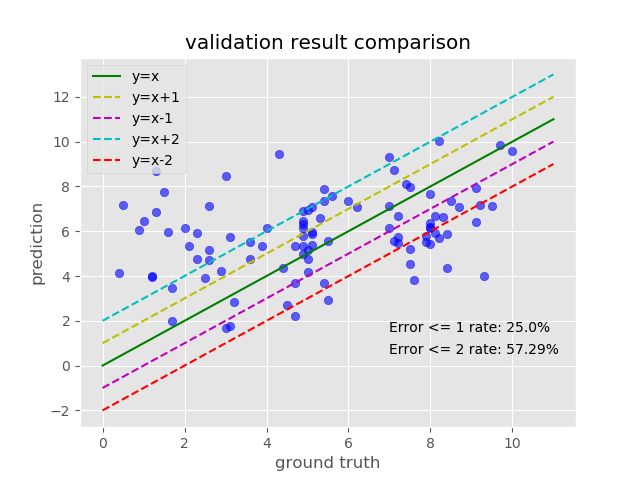 validation result comparison
y=x
y=x+1
y=x-1
y=x+2
y=x-2
12
10
8
6
4
2
0
−2
prediction
Error <= 1 rate: 25.0%
Error <= 2 rate: 57.29%
0 2 4 6 8 10
ground truth